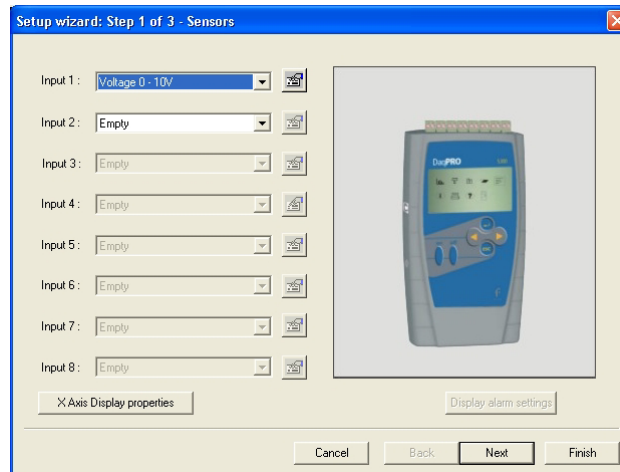 Setup wizard: Step 1 of 3 - Sensors
Input 1 : Voltage 0 - 10V
Input 2 : Empty
Input 3 : Empty
Input 4 : Empty
Input 5 : Empty
Input 6 : Empty
Input 7 : Empty
Input 8 : Empty
DaqPRO
X Axis Display properties
Display alarm settings
Cancel
Back
Next
Finish